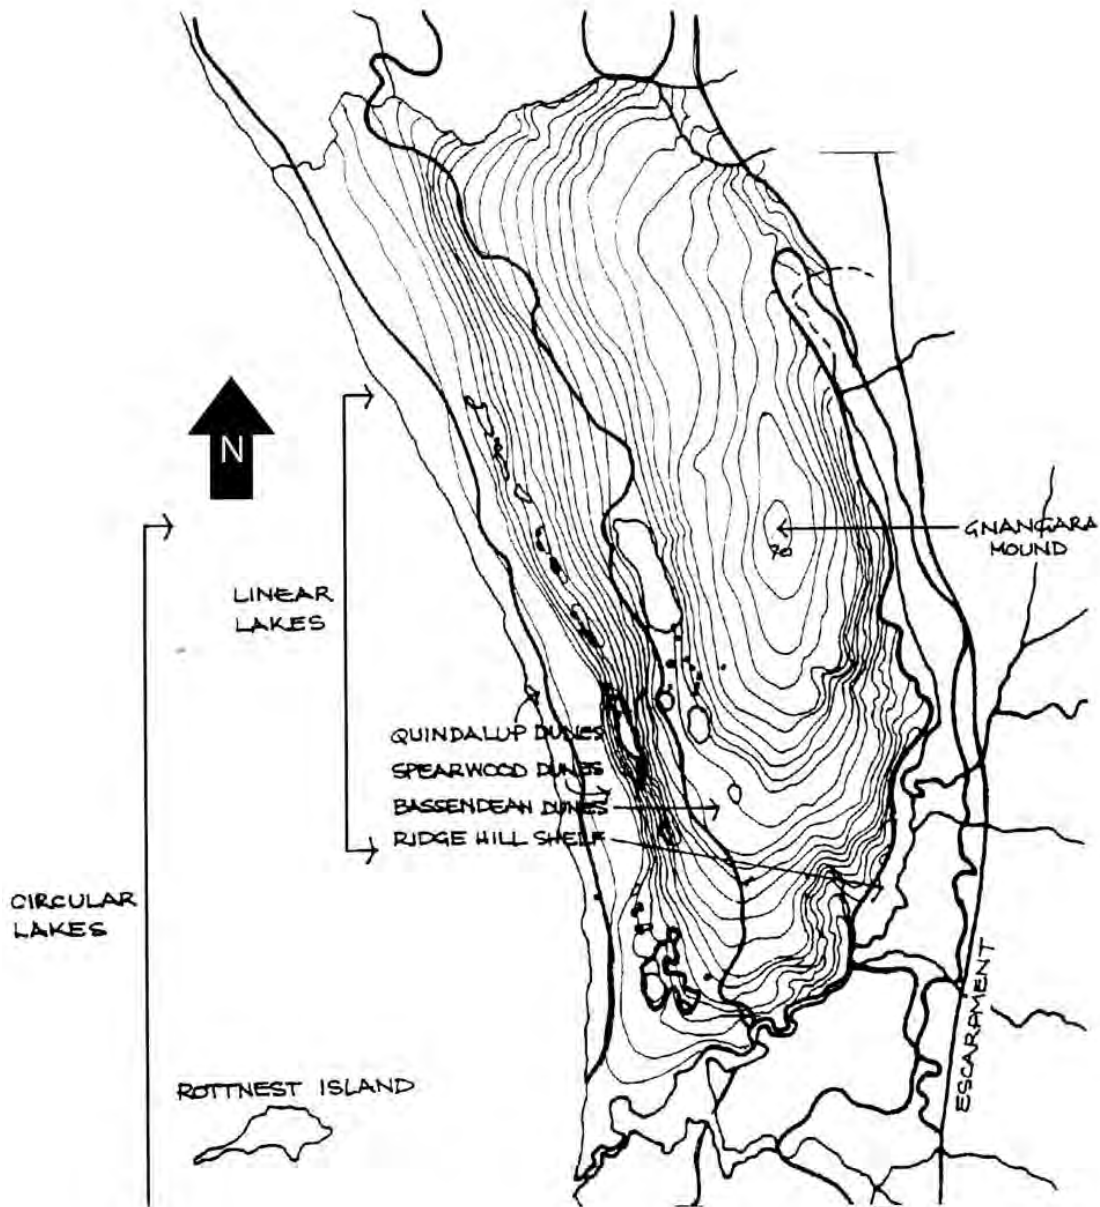 N
GNANGARA
MOUND
70
LINEAR
LAKES
QUINDALUP DUNES
SPEARWOOD DUNES
BASSENDEAN DUNES
RIDGE HILL SHELF
CIRCULAR
LAKES
ESCARPMENT
ROTTNEST ISLAND